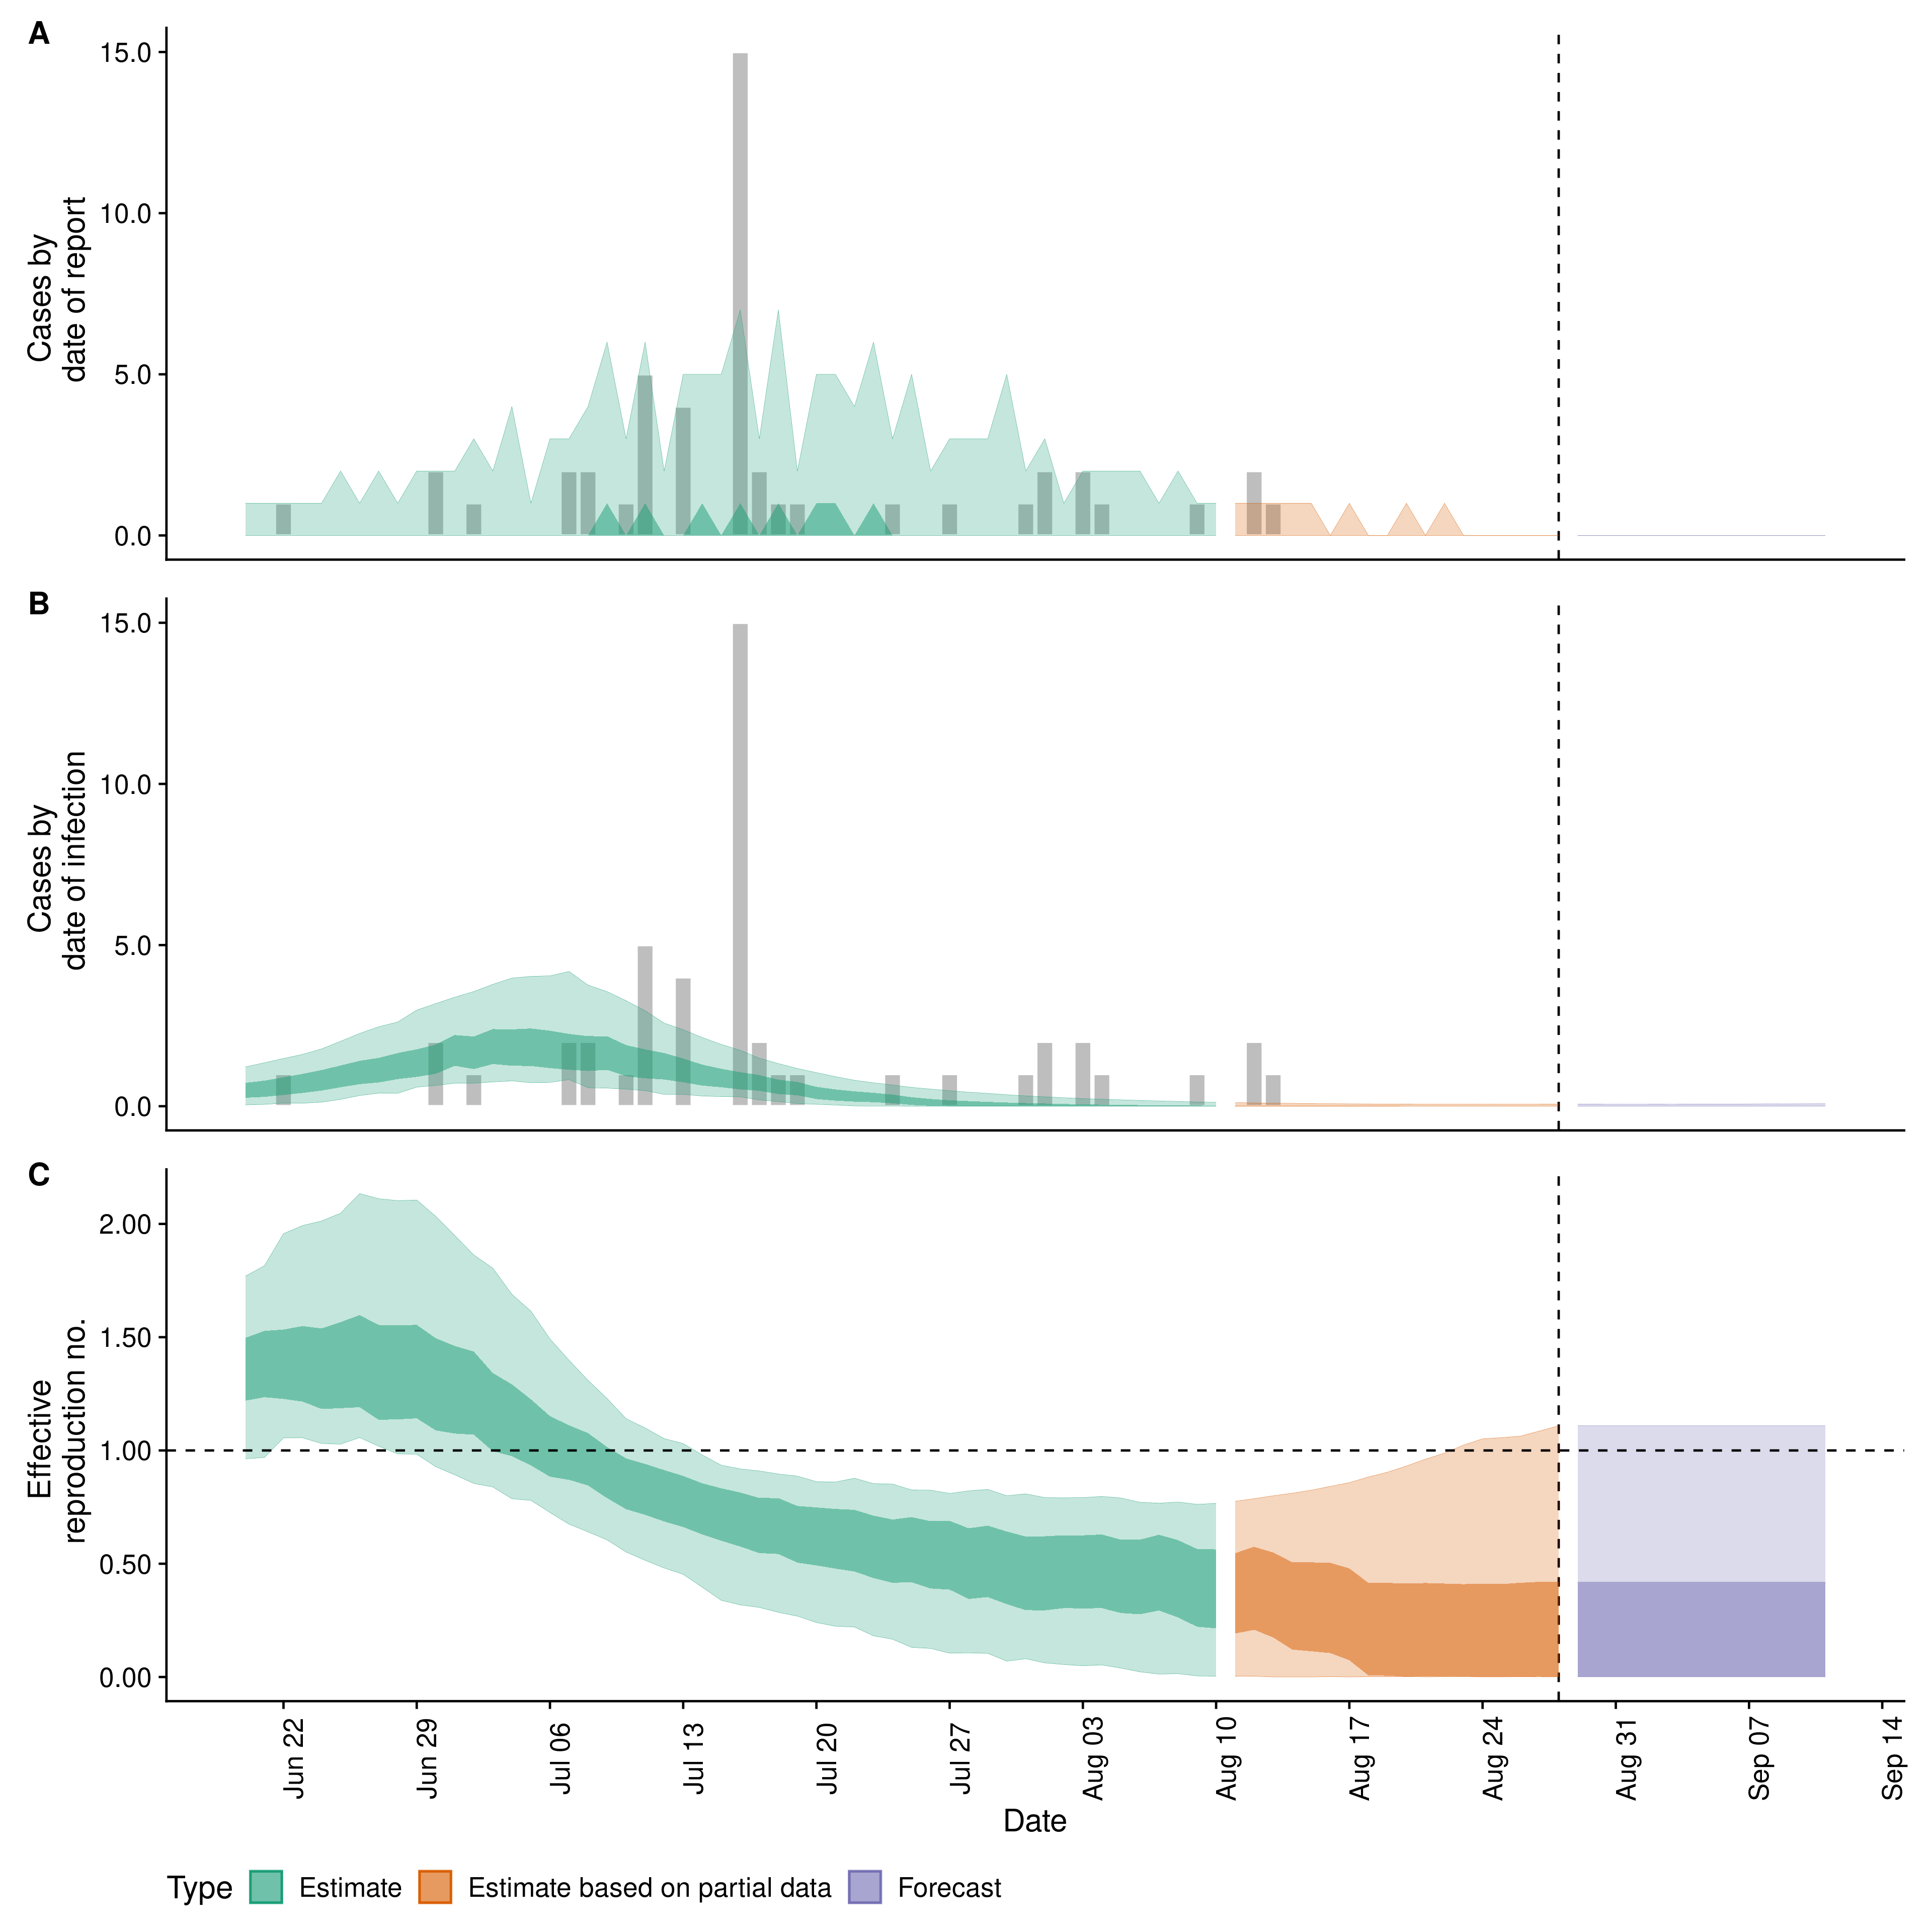 A
15.0
10.0
5.0
0.0
Cases by
date of report
B
15.0
10.0
5.0
0.0
Cases by
date of infection
C
2.00
1.50
1.00
0.50
0.00
Effective
reproduction no.
Jun 22
Jun 29
Jul 06
Jul 13
Jul 20
Jul 27
Aug 03
Aug 10
Aug 17
Aug 24
Aug 31
Sep 07
Sep 14
Date
Type Estimate Estimate based on partial data Forecast